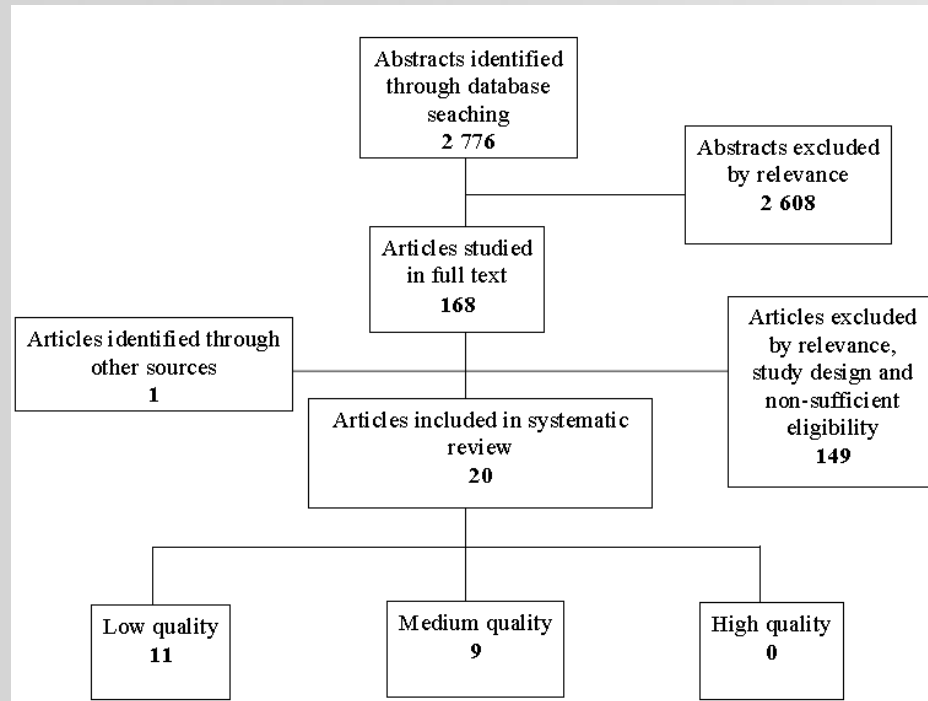 Abstracts identified
through database
seaching
2 776
Abstracts excluded
by relevance
2 608
Articles studied
in full text
168
Articles identified through
other sources
1
Articles excluded
by relevance,
study design and
non-sufficient
eligibility
149
Articles included in systematic
review
20
Low quality
11
Medium quality
9
High quality
0